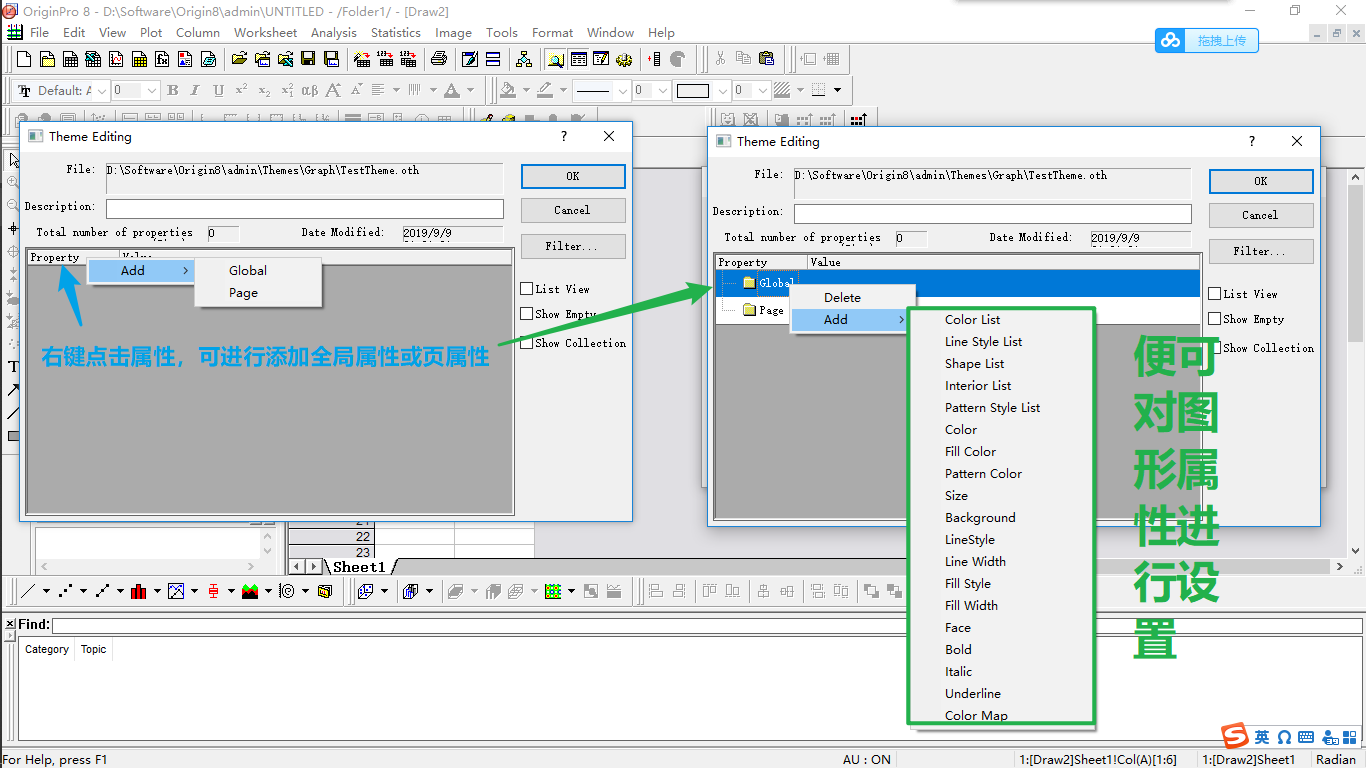 OriginPro 8 - D:\Software\Origin8\admin\UNTITLED - /Folder1/ - [Draw2]
File Edit View Plot Column Worksheet Analysis Statistics Image Tools Format Window Help
拖拽上传
Default: A 0 B I U αβ A A 0 0
Theme Editing
File: D:\Software\Origin8\admin\Themes\Graph\TestTheme.oth
OK
Description:
Cancel
Total number of properties 0 Date Modified: 2019/9/9
Filter...
Property Value
Add
Global
Page
List View
Show Empty
Show Collection
右键点击属性，可进行添加全局属性或页属性
Theme Editing
File: D:\Software\Origin8\admin\Themes\Graph\TestTheme.oth
OK
Description:
Cancel
Total number of properties 0 Date Modified: 2019/9/9
Filter...
Property Value
Global
Page
Delete
Add
Color List
Line Style List
Shape List
Interior List
Pattern Style List
Color
Fill Color
Pattern Color
Size
Background
LineStyle
Line Width
Fill Style
Fill Width
Face
Bold
Italic
Underline
Color Map
List View
Show Empty
Show Collection
便可
对图
形属
性进
行设
置
T
21
22
23
Sheet1
Find:
Category Topic
S 英
For Help, press F1 AU : ON 1:[Draw2]Sheet1!Col(A)[1:6] 1:[Draw2]Sheet1 Radian